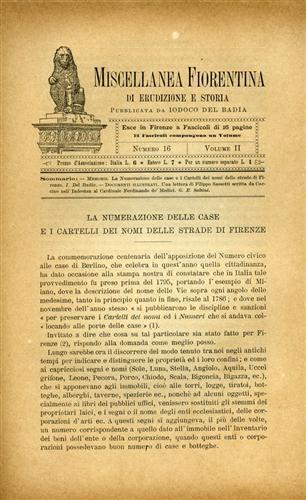 MISCELLANEA FIORENTINA
DI ERUDIZIONE E STORIA
PUBBLICATA DA IODOCO DEL BADIA
Esce in Firenze a Fascicoli di 16 pagine
12 Fascicoli compongono un Volume
NUMERO 16 VOLUME II
Prezzo d'Associazione: Italia L. 6 - Estero L. 7 - Per un numero separato L. 1
Sommario: — MEMORIE. La Numerazione delle case e i Cartelli dei nomi delle strade di Firenze. I. Del Badia. — DOCUMENTI ILLUSTRATI. Una lettera di Filippo Sassetti scritta da Cocino nell'Indostan al Cardinale Ferdinando de' Medici. G. E. Saltini.
LA NUMERAZIONE DELLE CASE
E I CARTELLI DEI NOMI DELLE STRADE DI FIRENZE
La commemorazione centenaria dell'apposizione del Numero civico
alle case di Berlino, che celebra in quest'anno quella cittadinanza,
ha dato occasione alla stampa nostra di constatare che in Italia tale
provvedimento fu preso prima del 1795, portando l'esempio di Mi-
lano, dove la descrizione del nome delle Vie sopra ogni angolo delle
medesime, tanto in principio quanto in fine, risale al 1786; e dove nel
novembre dell'anno stesso « si pubblicarono le discipline e sanzioni
« per preservare i Cartelli dei nomi ed i Numeri che si andava col-
« locando alle porte delle case » (1).
Invitato a dire che cosa su tal particolare sia stato fatto per Fi-
renze (2), rispondo alla domanda come meglio posso.
Lungo sarebbe ora il discorrere del modo tenuto tra noi negli antichi
tempi per indicare e distinguere le proprietà ed i loro confini; e come
ai capricciosi segni e nomi (Sole, Luna, Stella, Angiolo, Aquila, Uccel
grifone, Leone, Pecora, Porco, Chiodo, Scala, Bigoncia, Bigazza, ec.),
che si apponevano agli immobili, cioè alle torri, logge, tiratoi, bot-
teghe, alberghi, taverne, spezierie ec., nonchè ad alcuni oggetti, spe-
cialmente ai libri dei pubblici ufici, venissero sostituiti gli stemmi dei
proprietari laici, e i segni o il nome degli enti ecclesiastici, delle cor-
porazioni d'arti ec. A questi segni si aggiungeva, il più delle volte,
un numero corrispondente a quello dato all'immobile nell'Inventario
dei beni dell'ente o della corporazione, quando questi enti o corpo-
razioni possedevano buon numero di case e botteghe.